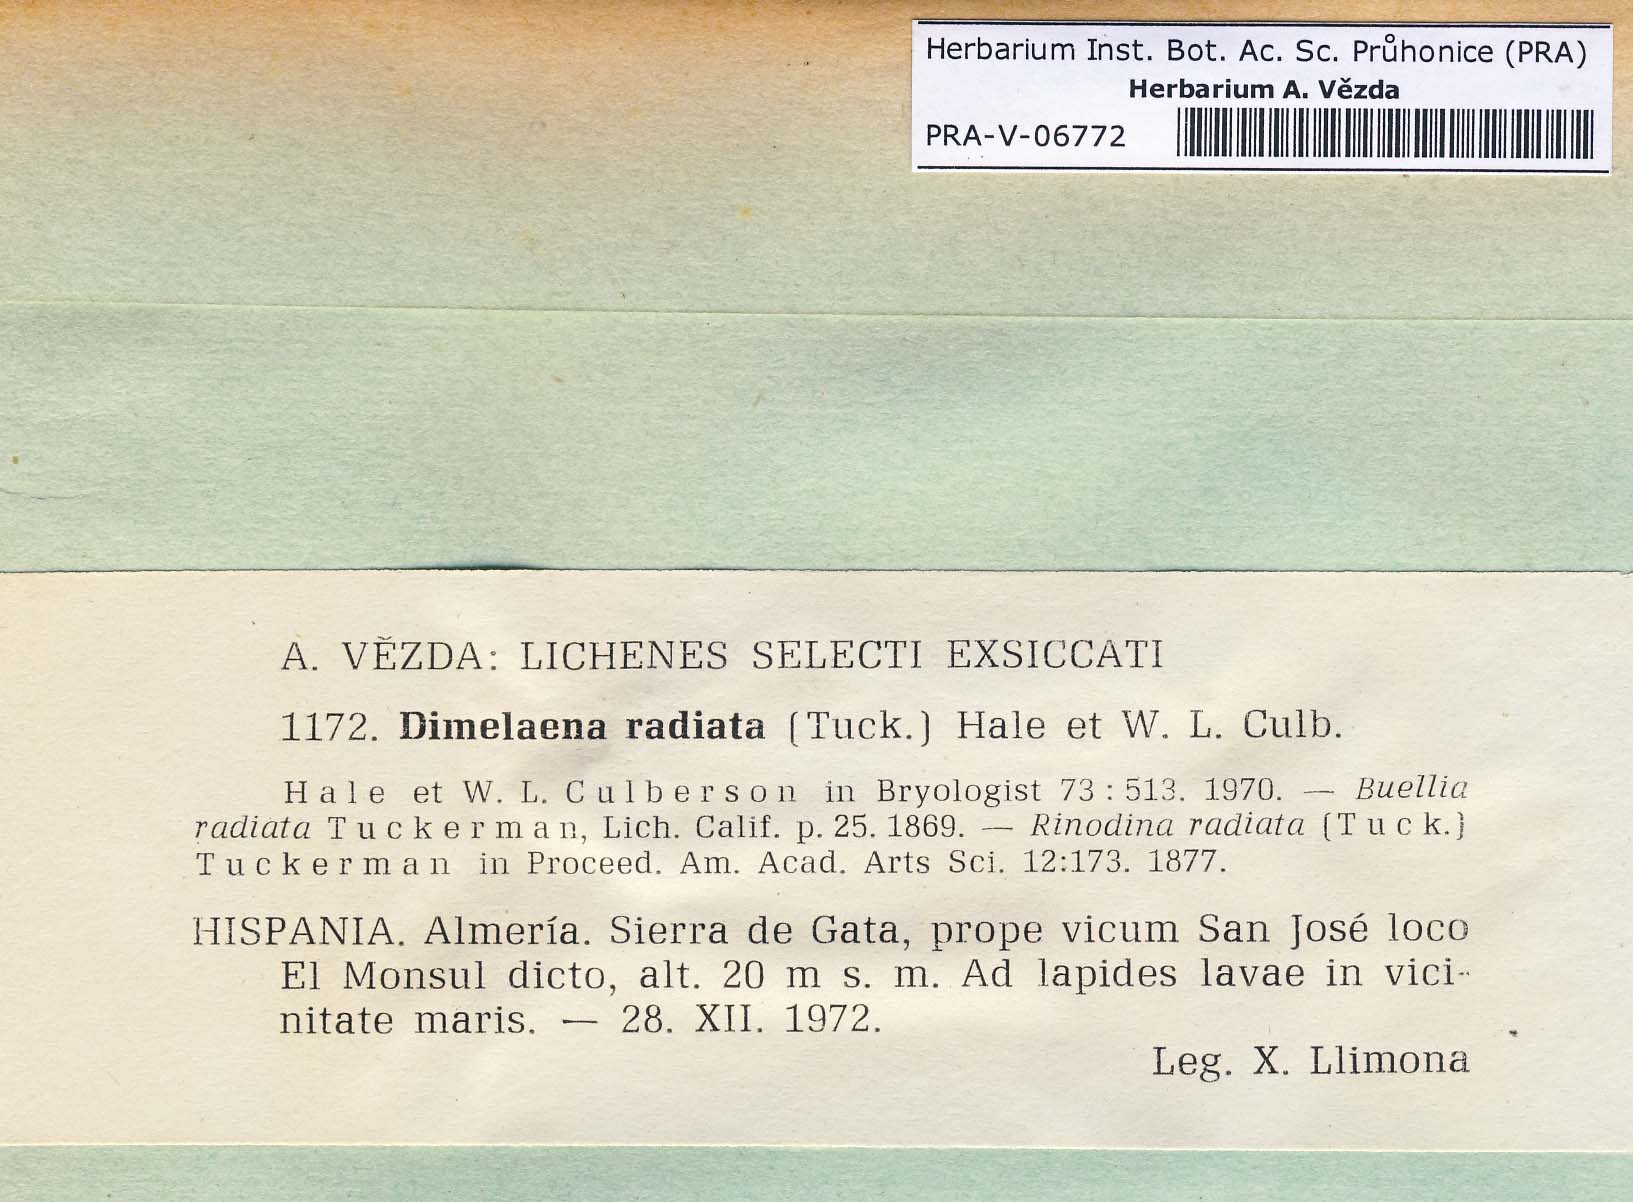 Herbarium Inst. Bot. Ac. Sc. Průhonice (PRA)
Herbarium A. Vězda
PRA-V-06772
A. VĚZDA: LICHENES SELECTI EXSICCATI
1172. Dimelaena radiata (Tuck.) Hale et W. L. Culb.
Hale et W. L. Culberson in Bryologist 73 : 513. 1970. — Buellia
radiata Tuckerman, Lich. Calif. p. 25. 1869. — Rinodina radiata (Tuck.)
Tuckerman in Proceed. Am. Acad. Arts Sci. 12:173. 1877.
HISPANIA. Almería. Sierra de Gata, prope vicum San José loco
El Monsul dicto, alt. 20 m s. m. Ad lapides lavae in vici-
nitate maris. — 28. XII. 1972.
Leg. X. Llimona